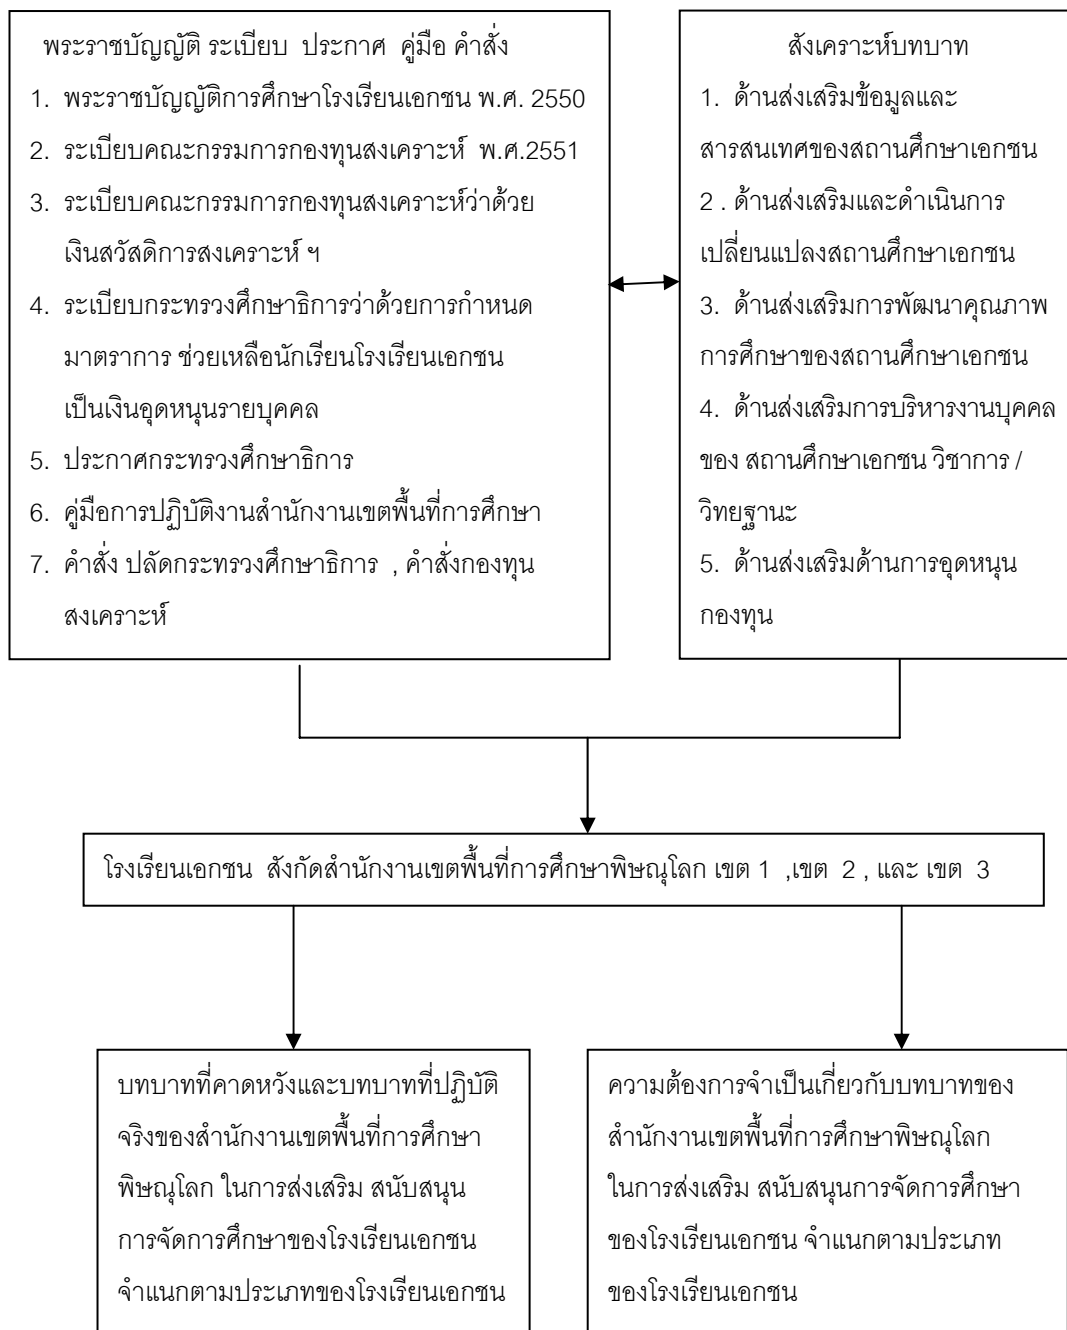 พระราชบัญญัติ ระเบียบ ประกาศ คู่มือ คำสั่ง
1. พระราชบัญญัติการศึกษาโรงเรียนเอกชน พ.ศ. 2550
2. ระเบียบคณะกรรมการกองทุนสงเคราะห์ พ.ศ.2551
3. ระเบียบคณะกรรมการกองทุนสงเคราะห์ว่าด้วย
เงินสวัสดิการสงเคราะห์ ฯ
4. ระเบียบกระทรวงศึกษาธิการว่าด้วยการกำหนด
มาตราการ ช่วยเหลือนักเรียนโรงเรียนเอกชน
เป็นเงินอุดหนุนรายบุคคล
5. ประกาศกระทรวงศึกษาธิการ
6. คู่มือการปฏิบัติงานสำนักงานเขตพื้นที่การศึกษา
7. คำสั่ง ปลัดกระทรวงศึกษาธิการ , คำสั่งกองทุน
สงเคราะห์
สังเคราะห์บทบาท
1. ด้านส่งเสริมข้อมูลและ
สารสนเทศของสถานศึกษาเอกชน
2 . ด้านส่งเสริมและดำเนินการ
เปลี่ยนแปลงสถานศึกษาเอกชน
3. ด้านส่งเสริมการพัฒนาคุณภาพ
การศึกษาของสถานศึกษาเอกชน
4. ด้านส่งเสริมการบริหารงานบุคคล
ของ สถานศึกษาเอกชน วิชาการ /
วิทยฐานะ
5. ด้านส่งเสริมด้านการอุดหนุน
กองทุน
โรงเรียนเอกชน สังกัดสำนักงานเขตพื้นที่การศึกษาพิษณุโลก เขต 1 ,เขต 2 , และ เขต 3
บทบาทที่คาดหวังและบทบาทที่ปฏิบัติ
จริงของสำนักงานเขตพื้นที่การศึกษา
พิษณุโลก ในการส่งเสริม สนับสนุน
การจัดการศึกษาของโรงเรียนเอกชน
จำแนกตามประเภทของโรงเรียนเอกชน
ความต้องการจำเป็นเกี่ยวกับบทบาทของ
สำนักงานเขตพื้นที่การศึกษาพิษณุโลก
ในการส่งเสริม สนับสนุนการจัดการศึกษา
ของโรงเรียนเอกชน จำแนกตามประเภท
ของโรงเรียนเอกชน